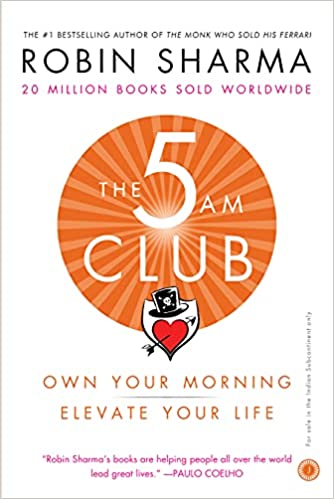 THE #1 BESTSELLING AUTHOR OF THE MONK WHO SOLD HIS FERRARI
ROBIN SHARMA
20 MILLION BOOKS SOLD WORLDWIDE
THE 5 AM
CLUB
OWN YOUR MORNING
ELEVATE YOUR LIFE
"Robin Sharma's books are helping people all over the world
lead great lives." —PAULO COELHO
For sale in the Indian Subcontinent only